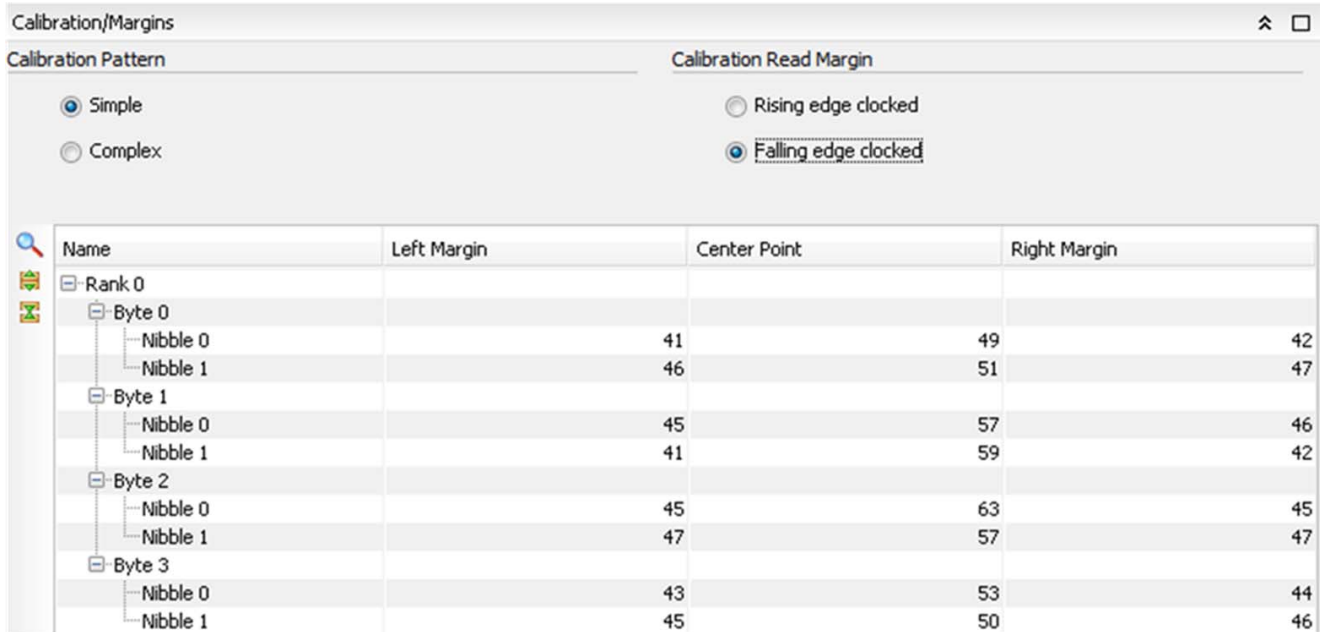 Calibration/Margins
Calibration Pattern Calibration Read Margin
Simple Rising edge clocked
Complex Falling edge clocked
Name Left Margin Center Point Right Margin
Rank 0
Byte 0
Nibble 0 41 49 42
Nibble 1 46 51 47
Byte 1
Nibble 0 45 57 46
Nibble 1 41 59 42
Byte 2
Nibble 0 45 63 45
Nibble 1 47 57 47
Byte 3
Nibble 0 43 53 44
Nibble 1 45 50 46